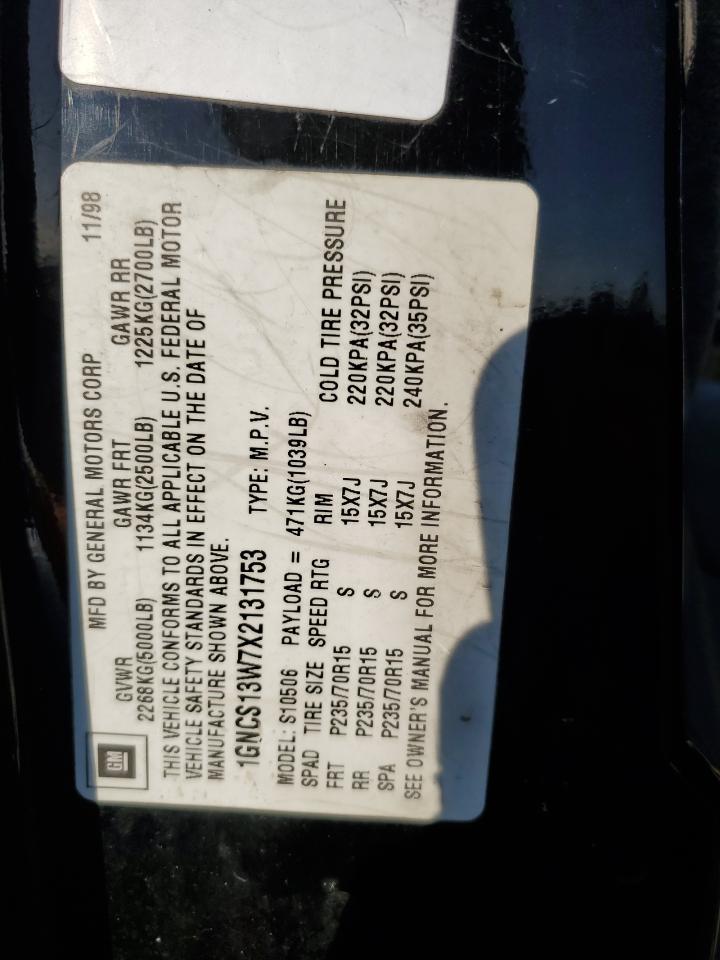 GM
MFD BY GENERAL MOTORS CORP 11/98
GVWR GAWR FRT GAWR RR
2268KG(5000LB) 1134KG(2500LB) 1225KG(2700LB)
THIS VEHICLE CONFORMS TO ALL APPLICABLE U.S. FEDERAL MOTOR
VEHICLE SAFETY STANDARDS IN EFFECT ON THE DATE OF
MANUFACTURE SHOWN ABOVE.
1GNCS13W7X2131753 TYPE: M.P.V.
MODEL: S10506 PAYLOAD = 471KG(1039LB)
SPAD TIRE SIZE SPEED RTG RIM COLD TIRE PRESSURE
FRT P235/70R15 S 15X7J 220KPA(32PSI)
RR P235/70R15 S 15X7J 220KPA(32PSI)
SPA P235/70R15 S 15X7J 240KPA(35PSI)
SEE OWNER'S MANUAL FOR MORE INFORMATION.